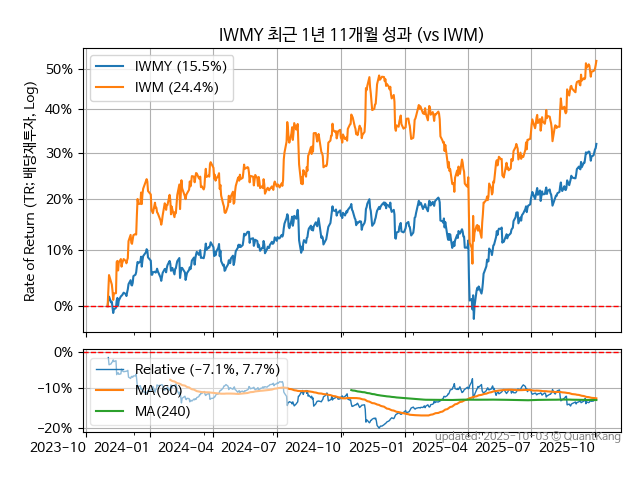 IWMY 최근 1년 11개월 성과 (vs IWM)
Rate of Return (TR: 배당재투자, Log)
50%
40%
30%
20%
10%
0%
IWMY (15.5%)
IWM (24.4%)
0%
−10%
−20%
Relative (−7.1%, 7.7%)
MA(60)
MA(240)
2023−10 2024−01 2024−04 2024−07 2024−10 2025−01 2025−04 2025−07 2025−10
updated: 2025−10−03 © QuantKang